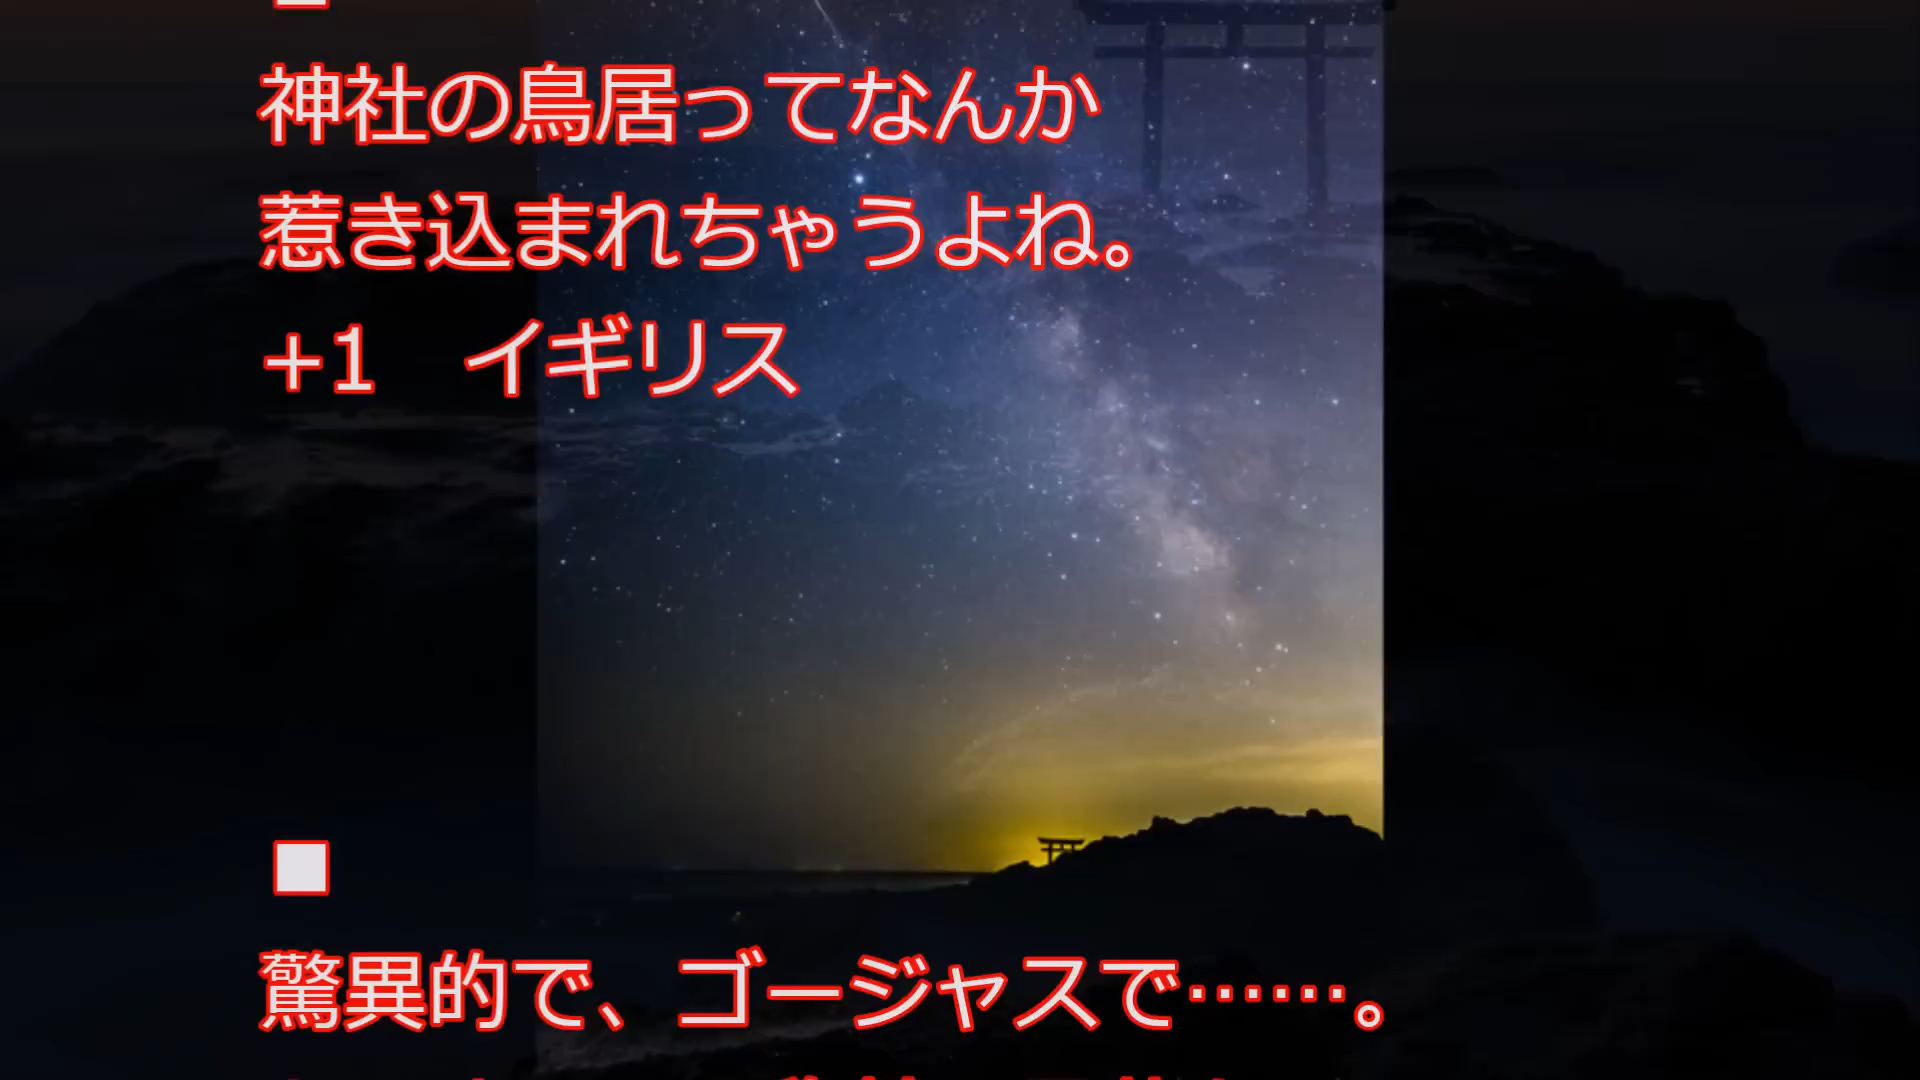 神社の鳥居ってなんか
惹き込まれちゃうよね。
+1　イギリス
■
驚異的で、ゴージャスで……。